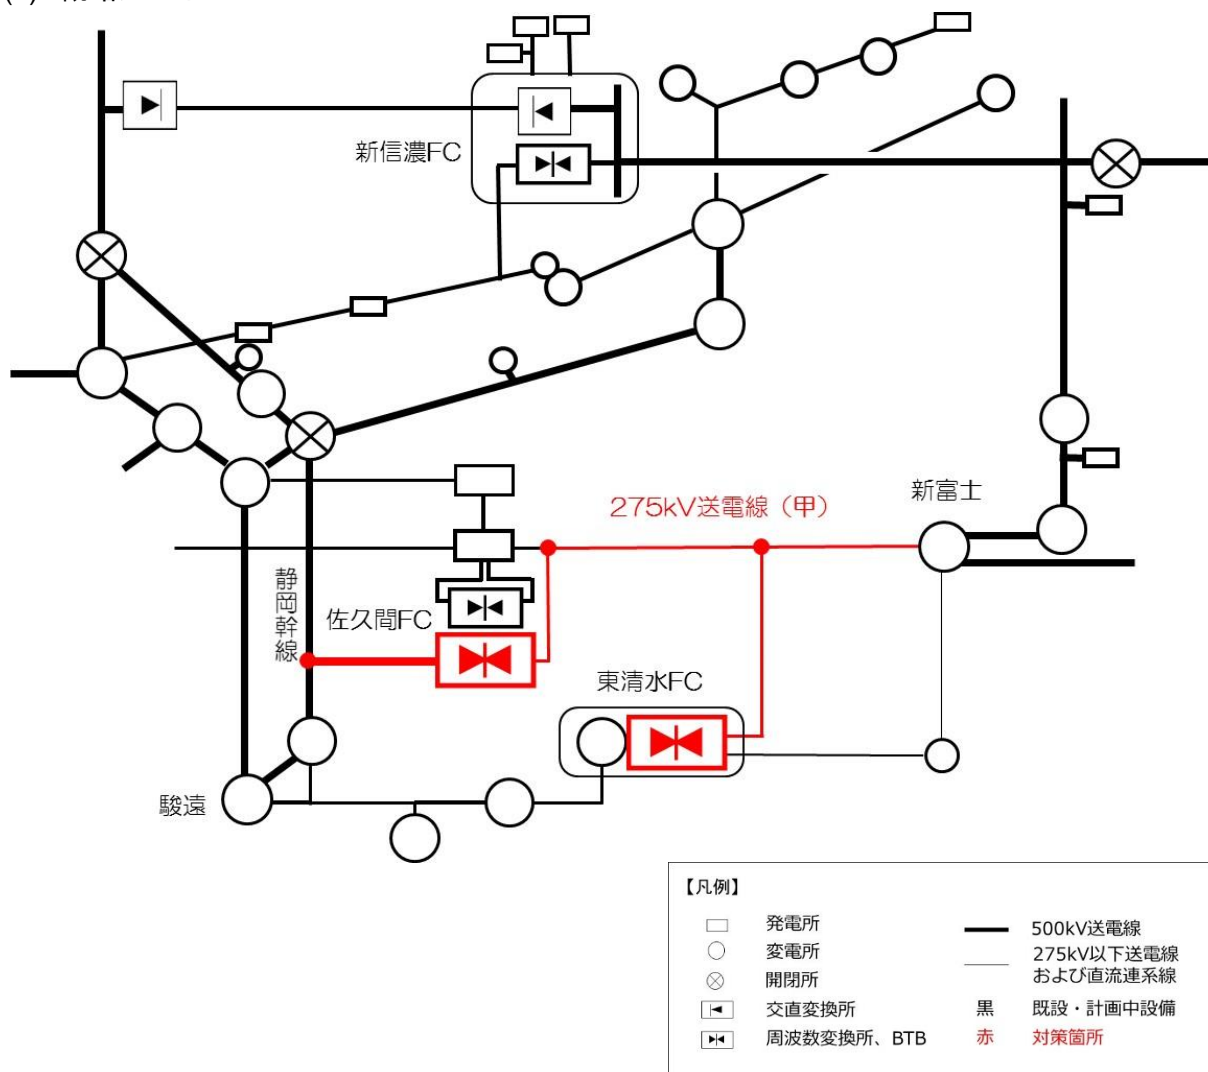 新信濃FC
新富士
275kV送電線(甲)
静岡幹線
佐久間FC
東清水FC
駿遠
【凡例】
発電所
変電所
開閉所
交直変換所
周波数変換所、BTB
500kV送電線
275kV以下送電線
および直流連系線
黒 既設・計画中設備
赤 対策箇所